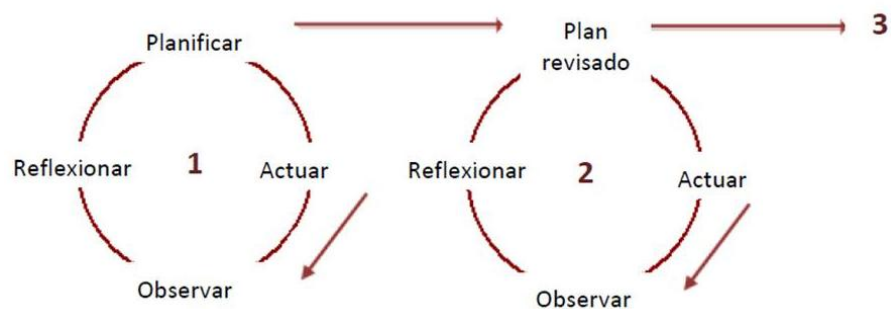 Planificar
Reflexionar
1
Actuar
Observar
Plan
revisado
Reflexionar
2
Actuar
Observar
3